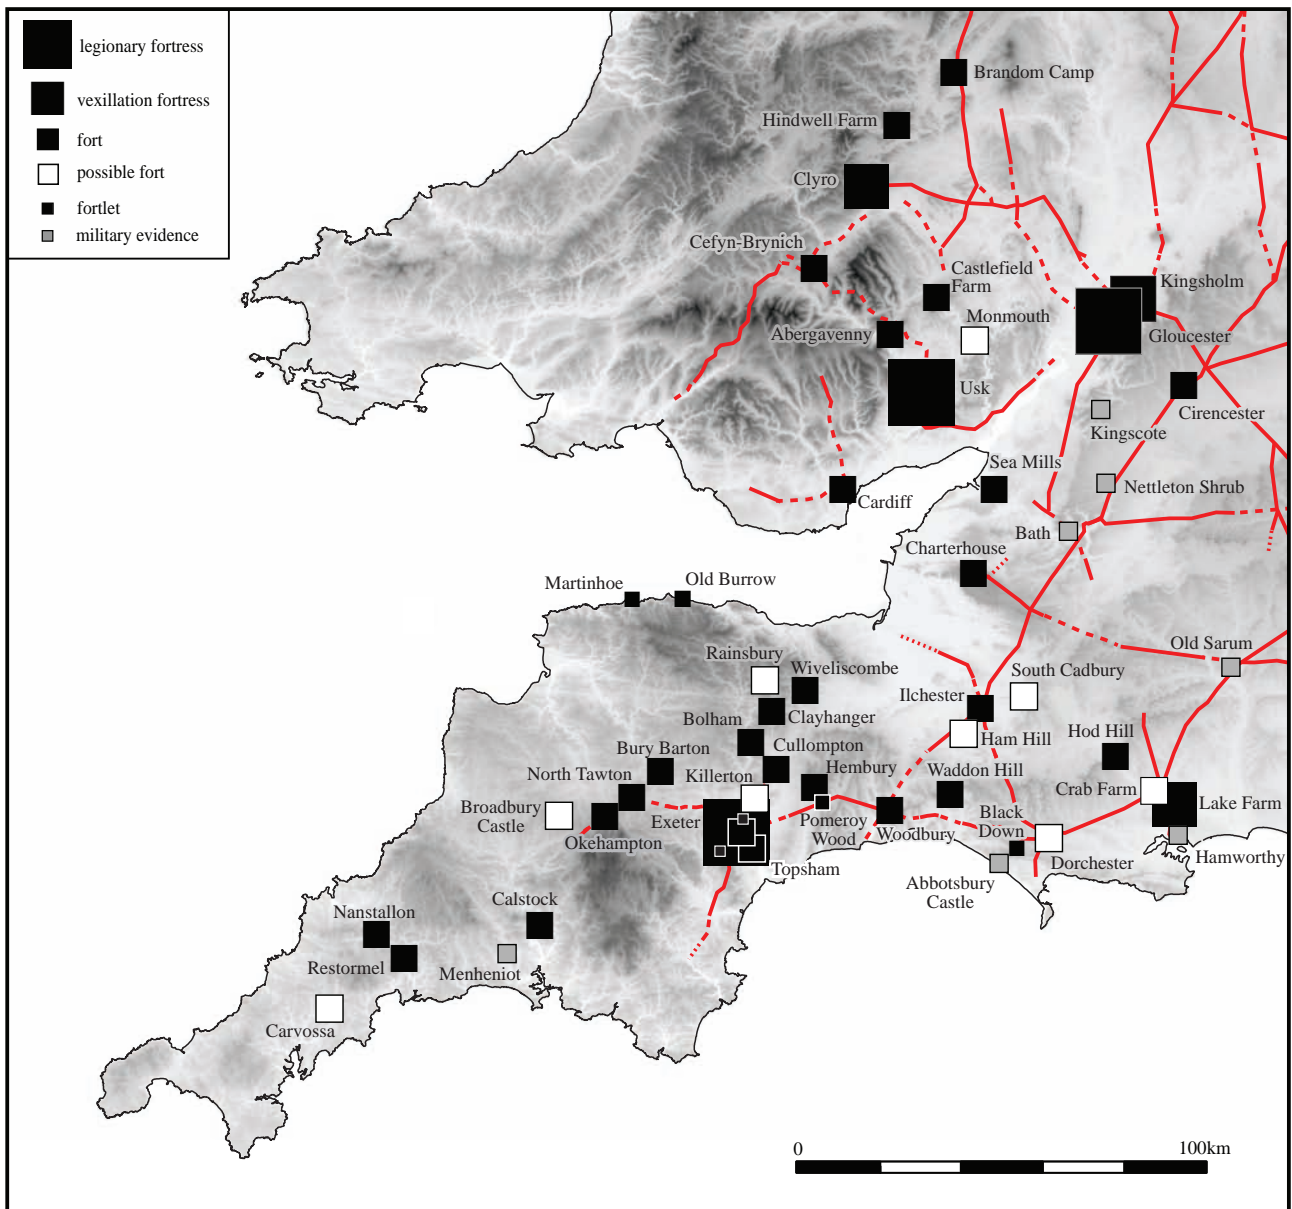 legionary fortress
vexillation fortress
fort
possible fort
fortlet
military evidence
Brandom Camp
Hindwell Farm
Clyro
Cefyn-Brynich
Castlefield
Farm
Kingsholm
Monmouth
Abergavenny
Gloucester
Usk
Cirencester
Kingscote
Sea Mills
Nettleton Shrub
Cardiff
Bath
Charterhouse
Martinhoe
Old Burrow
Old Sarum
Rainsbury
Wiveliscombe
South Cadbury
Ilchester
Bolham
Clayhanger
Ham Hill
Hod Hill
Bury Barton
Cullompton
North Tawton
Killerton
Hembury
Waddon Hill
Crab Farm
Broadbury
Castle
Exeter
Lake Farm
Okehampton
Pomeroy
Wood
Woodbury
Black
Down
Topsham
Dorchester
Hamworthy
Abbotsbury
Castle
Calstock
Nanstallon
Restormel
Menheniot
Carvossa
0
100km